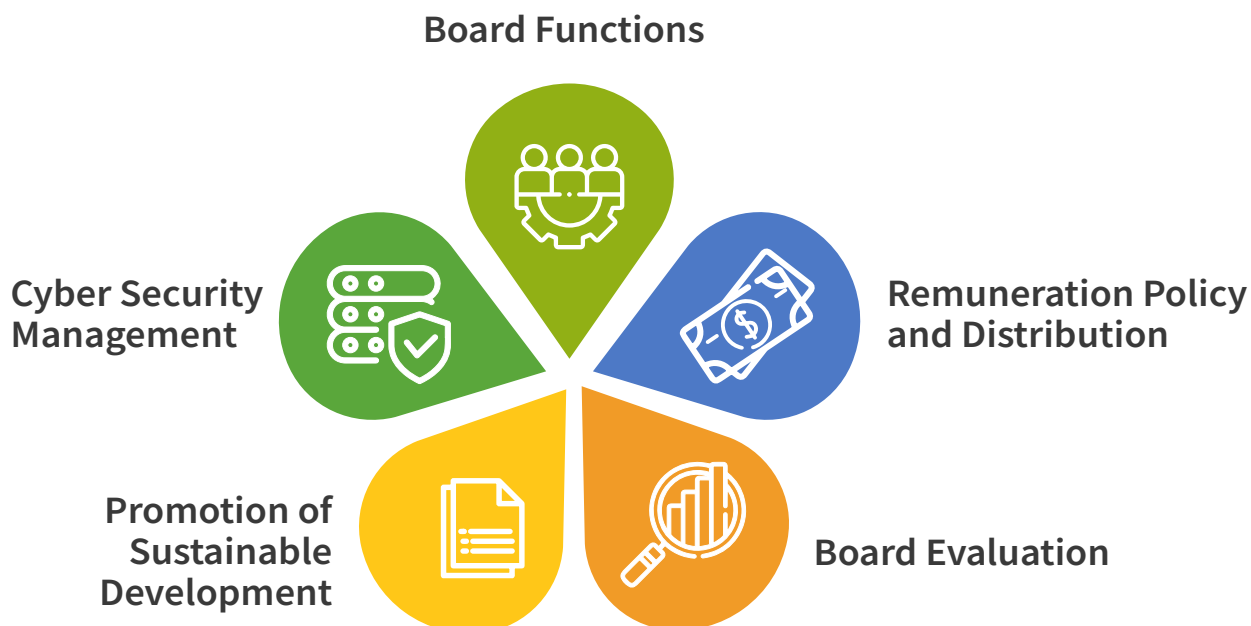 Board Functions
Cyber Security
Management
Remuneration Policy
and Distribution
Promotion of
Sustainable
Development
Board Evaluation
$